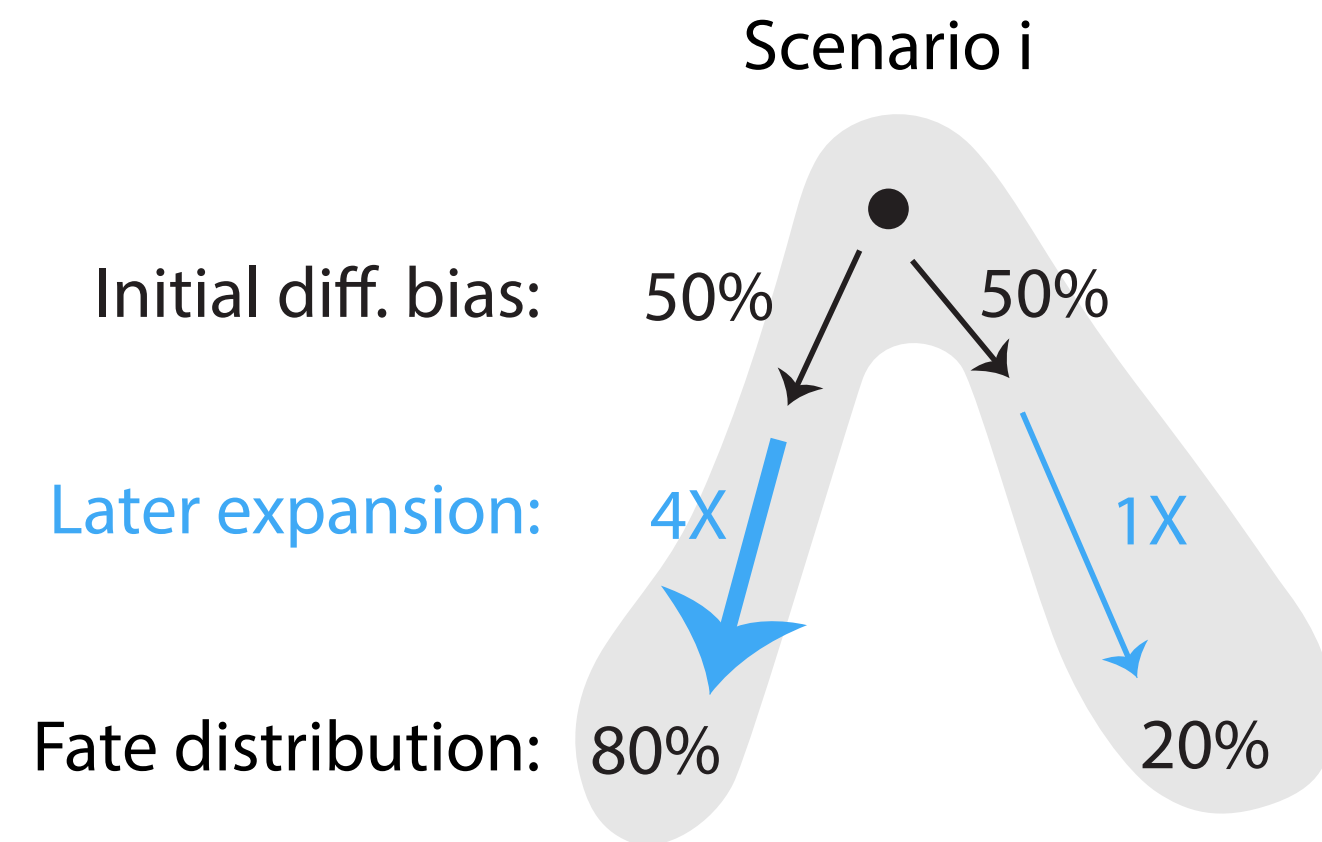 Scenario i
Initial diff. bias: 50% 50%
Later expansion: 4X 1X
Fate distribution: 80% 20%